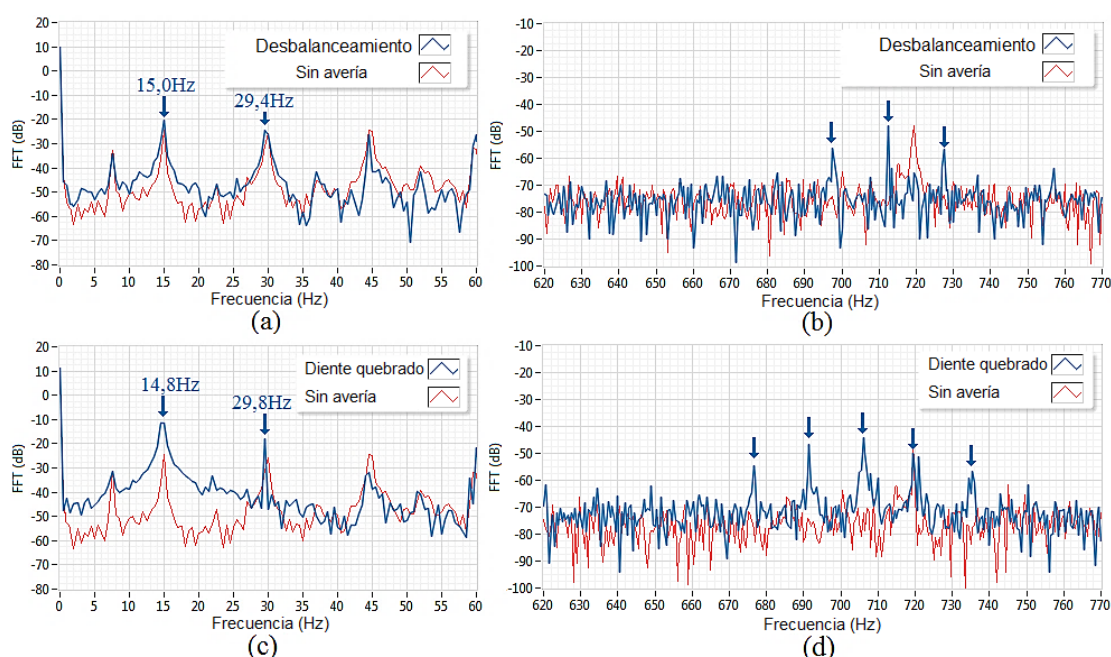 20
10
0
-10
-20
-30
-40
-50
-60
-70
-80
FFT (dB)
Desbalanceamiento
Sin avería
15,0Hz
29,4Hz
0 5 10 15 20 25 30 35 40 45 50 55 60
Frecuencia (Hz)
(a)
-10
-20
-30
-40
-50
-60
-70
-80
-90
-100
FFT (dB)
Desbalanceamiento
Sin avería
620 630 640 650 660 670 680 690 700 710 720 730 740 750 760 770
Frecuencia (Hz)
(b)
20
10
0
-10
-20
-30
-40
-50
-60
-70
-80
FFT (dB)
Diente quebrado
Sin avería
14,8Hz
29,8Hz
0 5 10 15 20 25 30 35 40 45 50 55 60
Frecuencia (Hz)
(c)
-10
-20
-30
-40
-50
-60
-70
-80
-90
-100
FFT (dB)
Diente quebrado
Sin avería
620 630 640 650 660 670 680 690 700 710 720 730 740 750 760 770
Frecuencia (Hz)
(d)